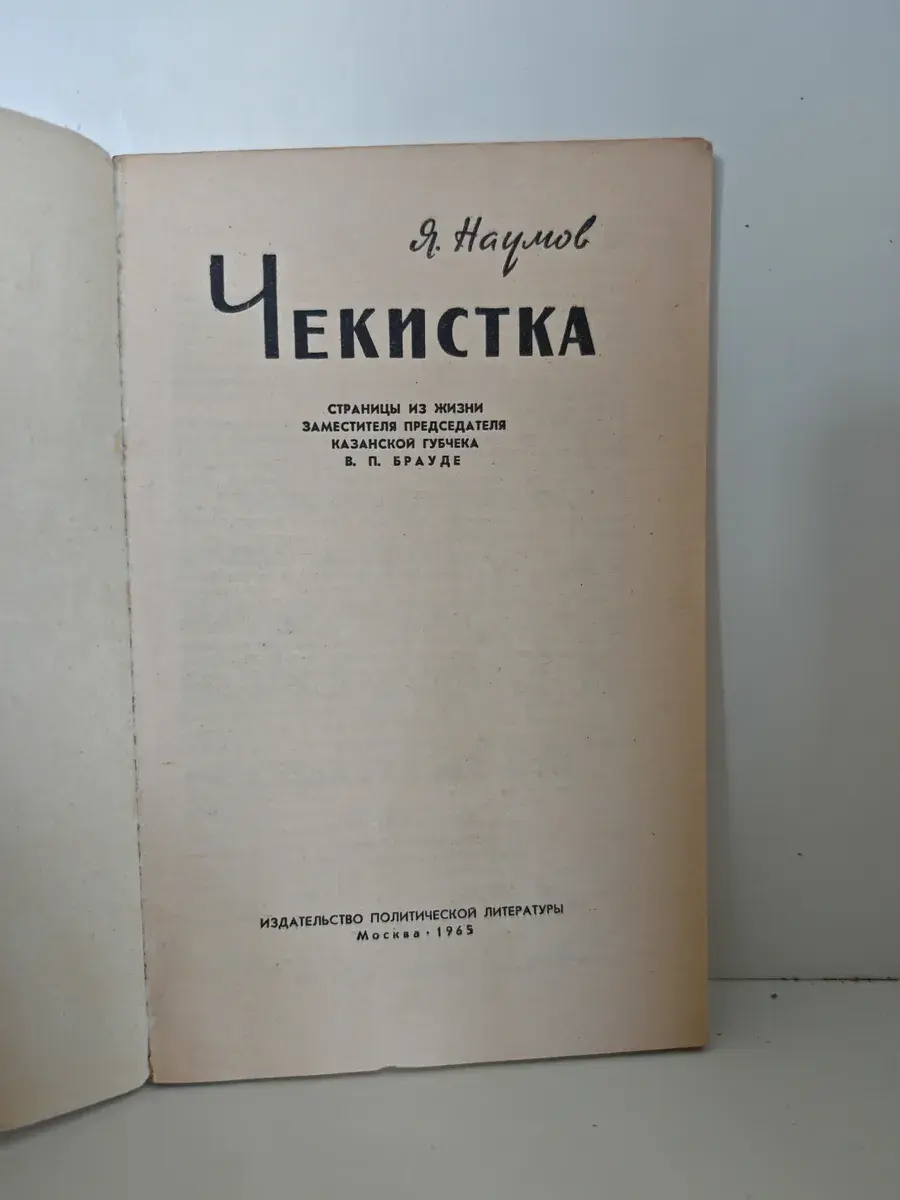 Я. Наумов
ЧЕКИСТКА
СТРАНИЦЫ ИЗ ЖИЗНИ
ЗАМЕСТИТЕЛЯ ПРЕДСЕДАТЕЛЯ
КАЗАНСКОЙ ГУБЧЕКА
В. П. БРАУДЕ
ИЗДАТЕЛЬСТВО ПОЛИТИЧЕСКОЙ ЛИТЕРАТУРЫ
Москва · 1965